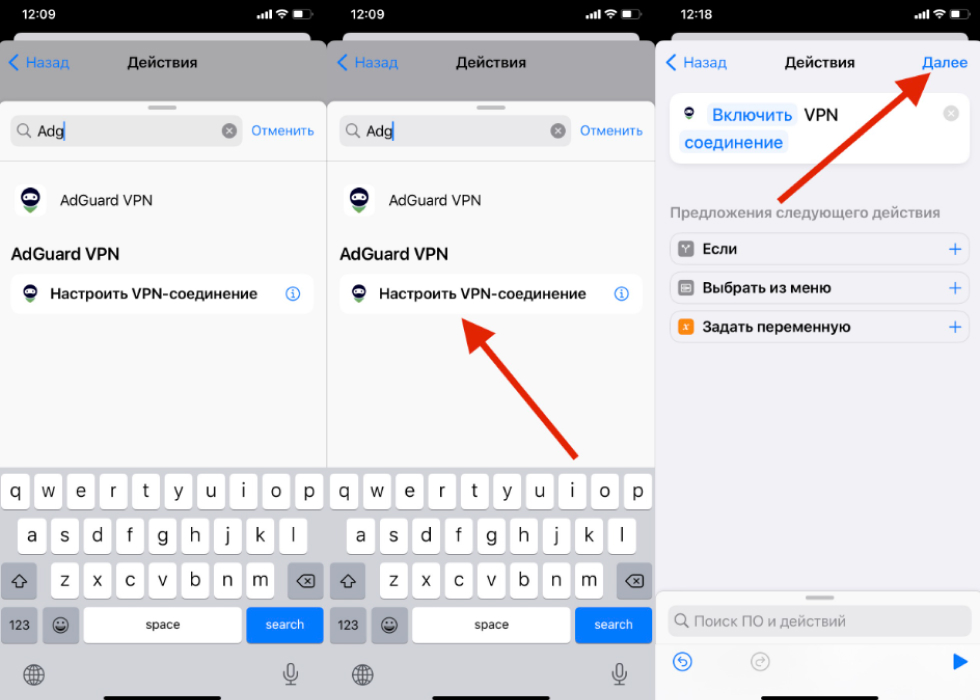 12:09
Назад
Действия
Adg
Отменить
AdGuard VPN
AdGuard VPN
Настроить VPN-соединение
q w e r t y u i o p
a s d f g h j k l
z x c v b n m
123
space
search
12:09
Назад
Действия
Adg
Отменить
AdGuard VPN
AdGuard VPN
Настроить VPN-соединение
q w e r t y u i o p
a s d f g h j k l
z x c v b n m
123
space
search
12:18
Назад
Действия
Далее
Включить VPN
соединение
Предложения следующего действия
Если
Выбрать из меню
x Задать переменную
Поиск ПО и действий